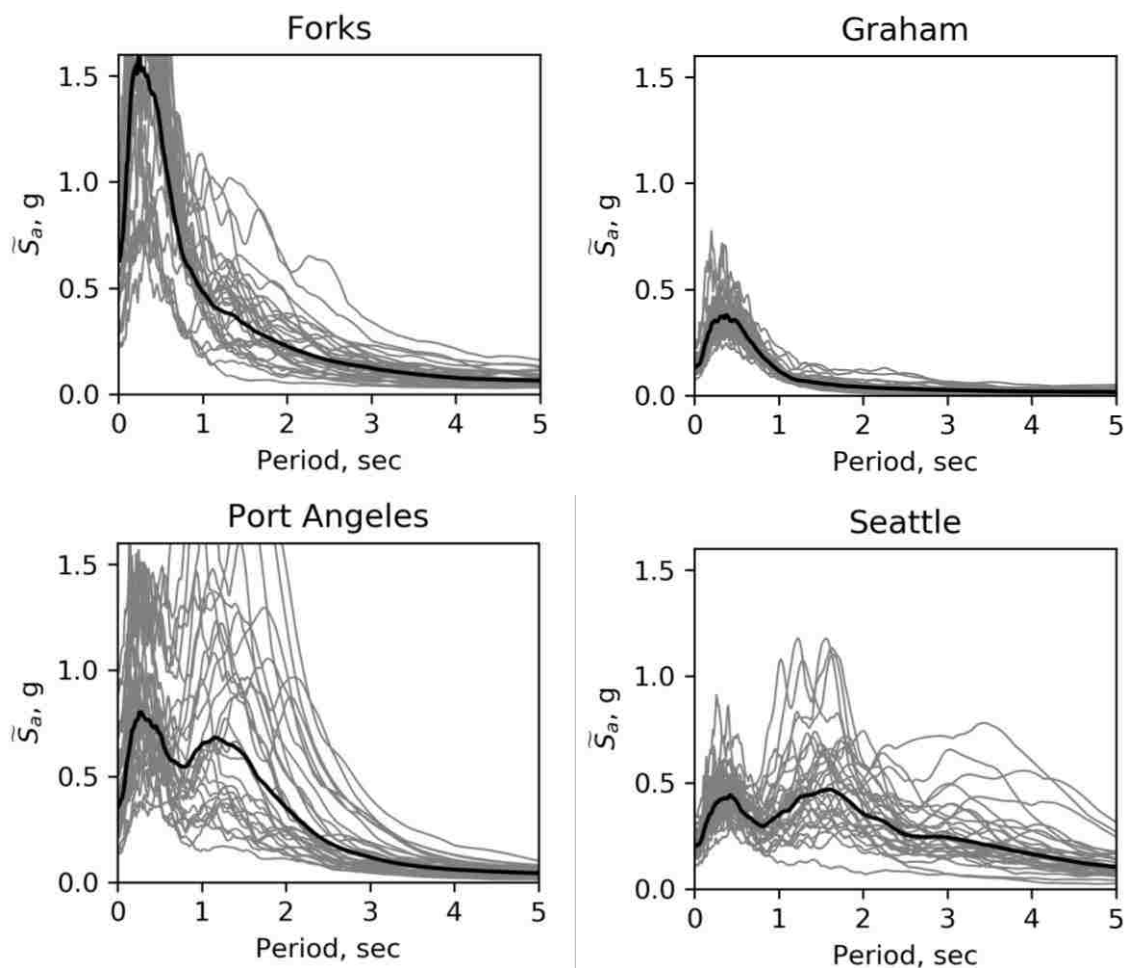 Forks
1.5
1.0
0.5
0.0
S̃a, g
0 1 2 3 4 5
Period, sec
Graham
1.5
1.0
0.5
0.0
S̃a, g
0 1 2 3 4 5
Period, sec
Port Angeles
1.5
1.0
0.5
0.0
S̃a, g
0 1 2 3 4 5
Period, sec
Seattle
1.5
1.0
0.5
0.0
S̃a, g
0 1 2 3 4 5
Period, sec